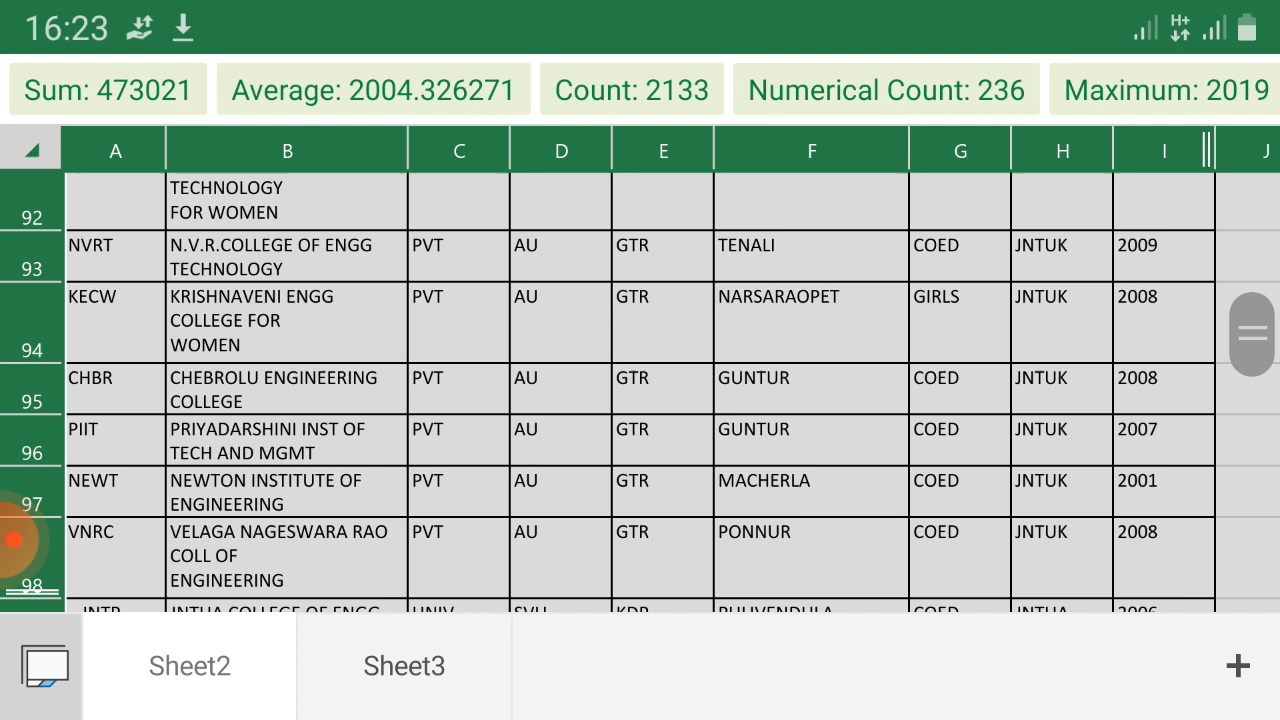 16:23 H+
Sum: 473021 Average: 2004.326271 Count: 2133 Numerical Count: 236 Maximum: 2019
A B C D E F G H I J
92 TECHNOLOGY
FOR WOMEN
93 NVRT N.V.R.COLLEGE OF ENGG PVT AU GTR TENALI COED JNTUK 2009
TECHNOLOGY
94 KECW KRISHNAVENI ENGG PVT AU GTR NARSARAOPET GIRLS JNTUK 2008
COLLEGE FOR
WOMEN
95 CHBR CHEBROLU ENGINEERING PVT AU GTR GUNTUR COED JNTUK 2008
COLLEGE
96 PIIT PRIYADARSHINI INST OF PVT AU GTR GUNTUR COED JNTUK 2007
TECH AND MGMT
97 NEWT NEWTON INSTITUTE OF PVT AU GTR MACHERLA COED JNTUK 2001
ENGINEERING
98 VNRC VELAGA NAGESWARA RAO PVT AU GTR PONNUR COED JNTUK 2008
COLL OF
ENGINEERING
Sheet2 Sheet3 +